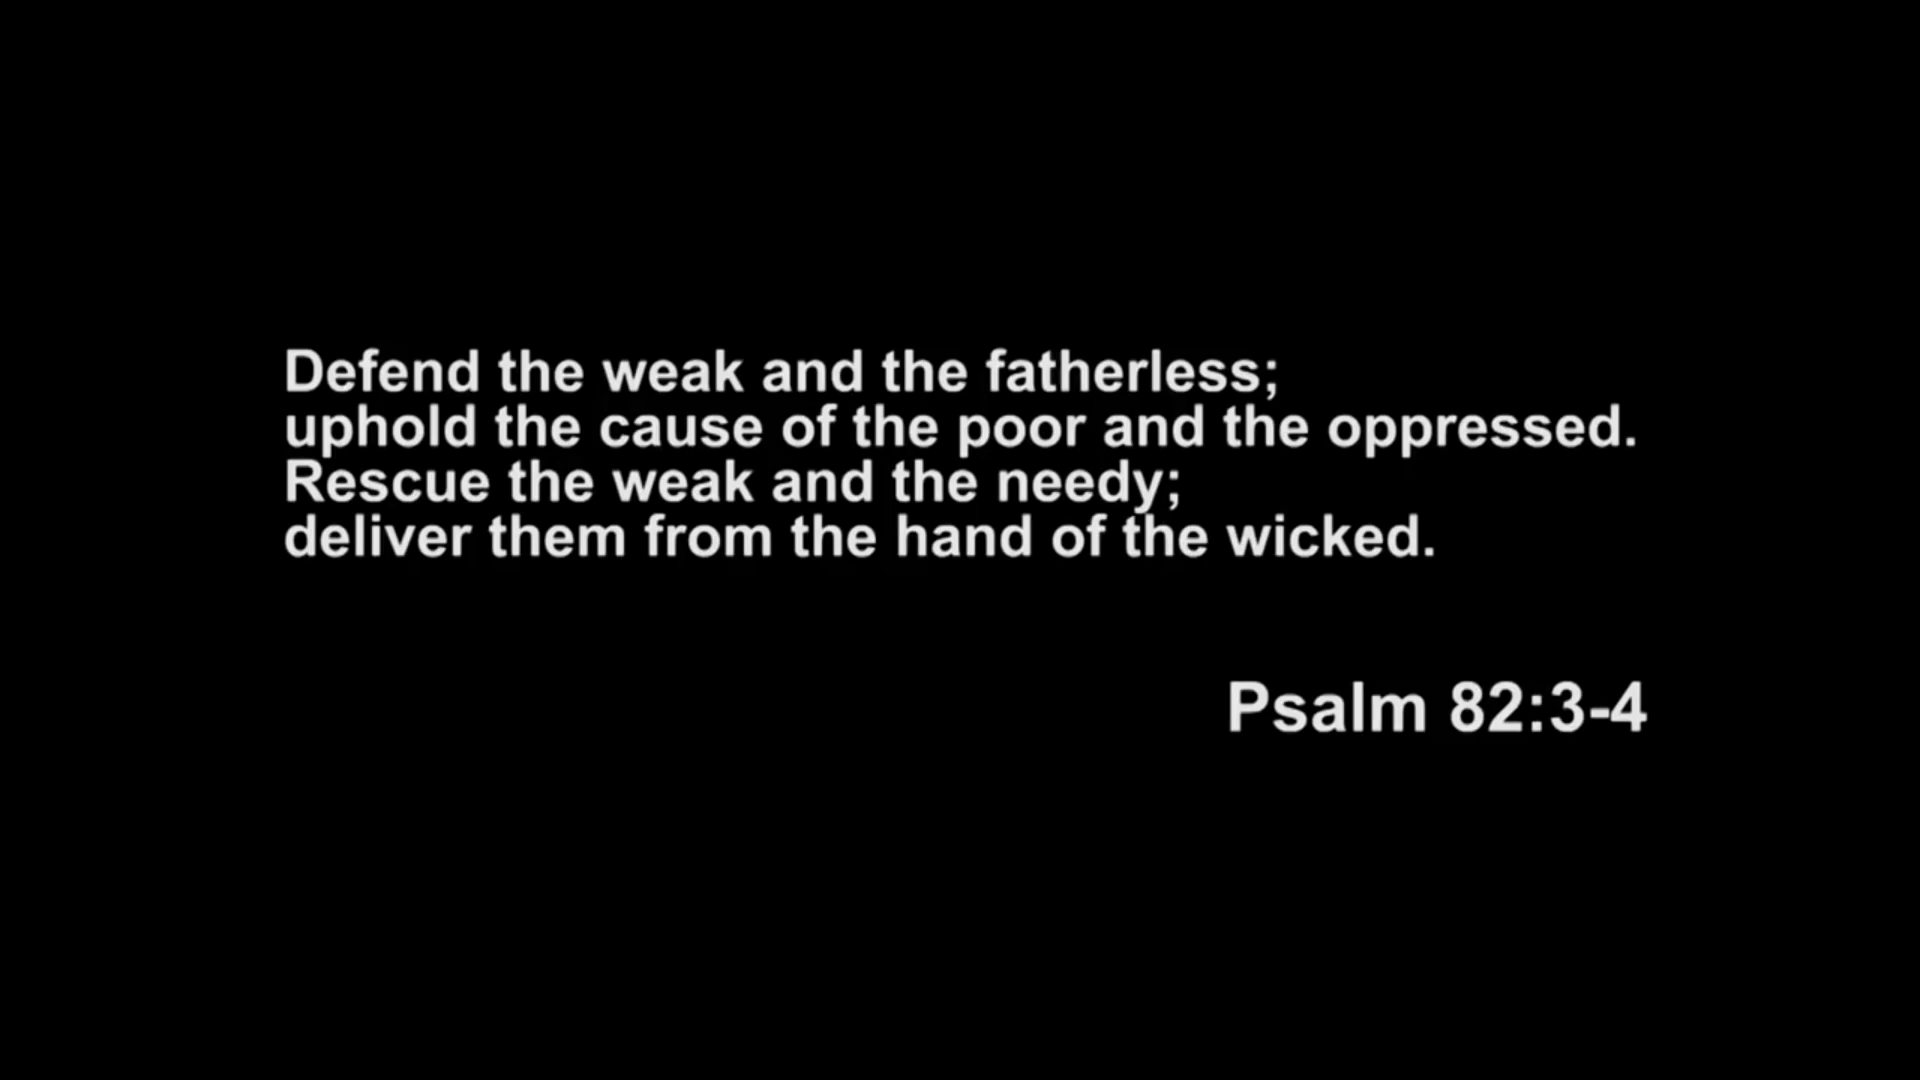 Defend the weak and the fatherless;
uphold the cause of the poor and the oppressed.
Rescue the weak and the needy;
deliver them from the hand of the wicked.
Psalm 82:3-4